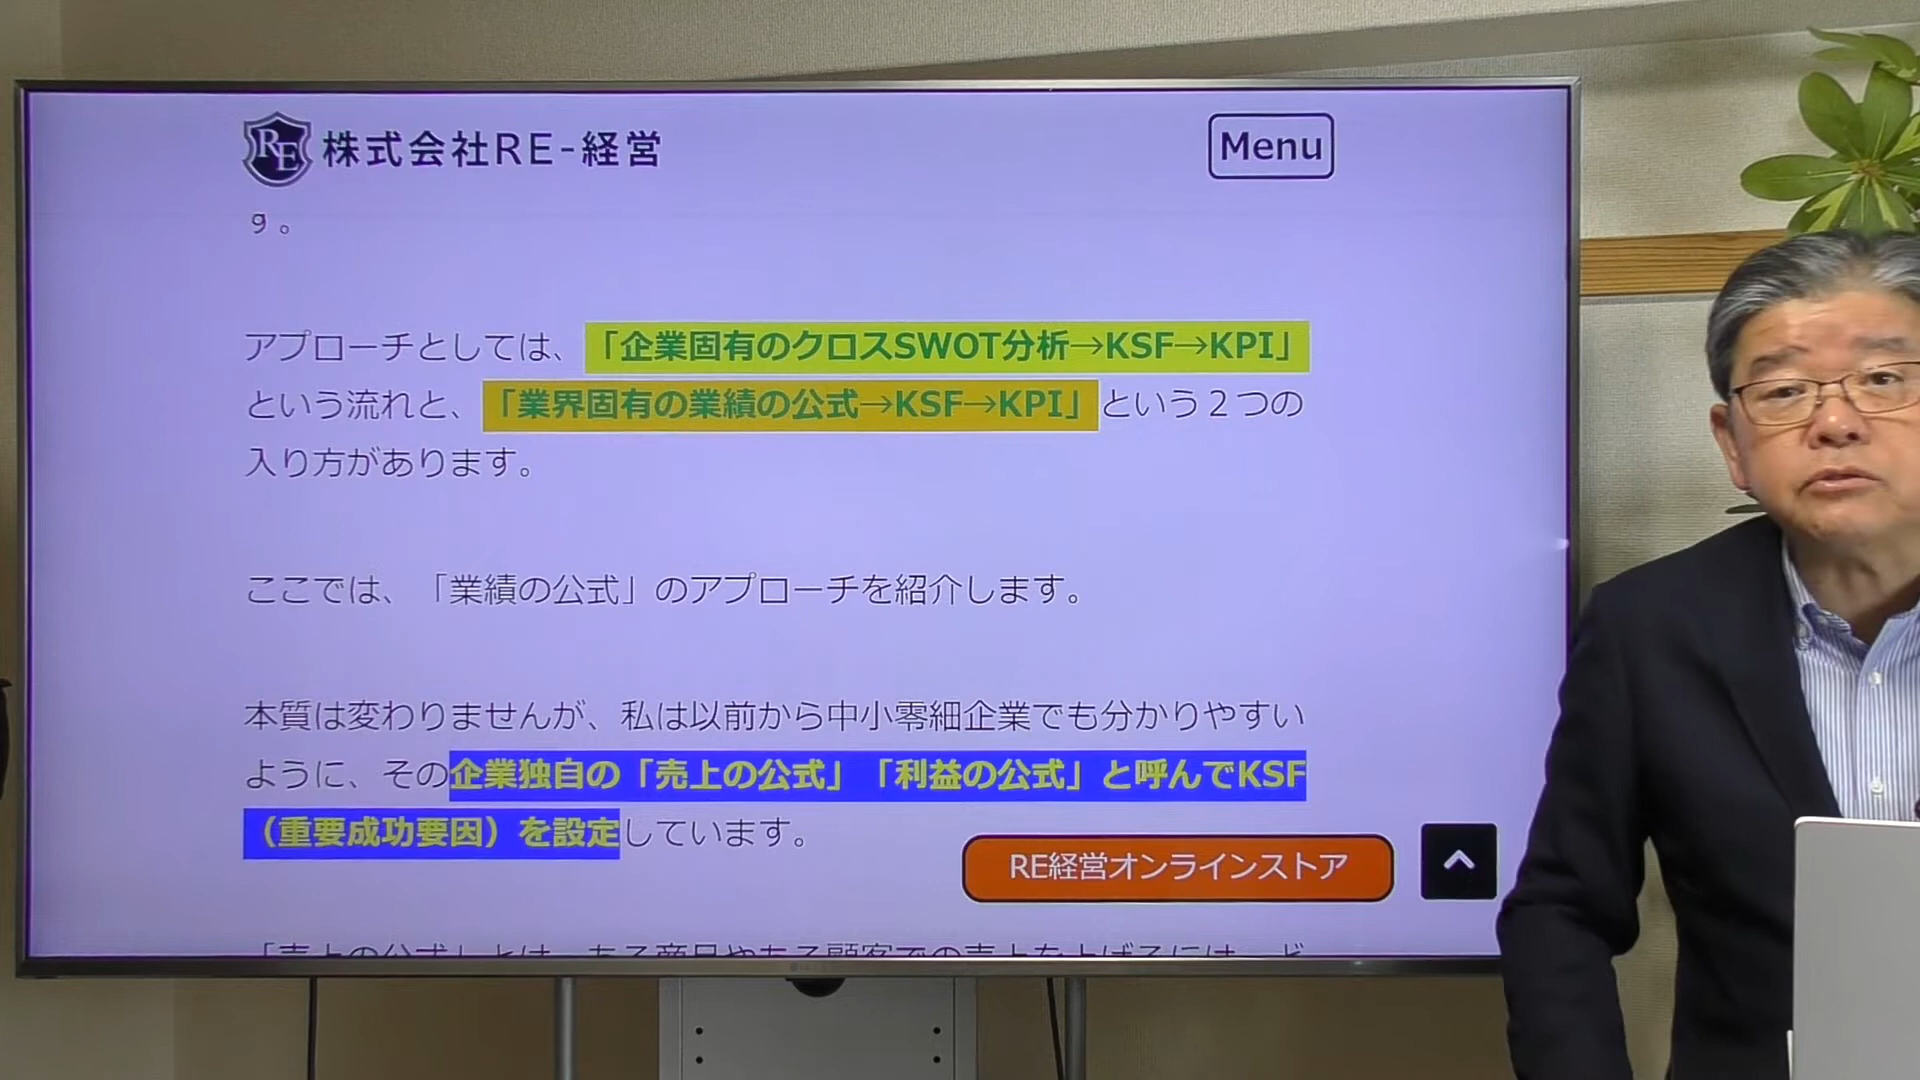 RE 株式会社RE-経営
Menu
アプローチとしては、「企業固有のクロスSWOT分析→KSF→KPI」
という流れと、「業界固有の業績の公式→KSF→KPI」という２つの
入り方があります。
ここでは、「業績の公式」のアプローチを紹介します。
本質は変わりませんが、私は以前から中小零細企業でも分かりやすい
ように、その企業独自の「売上の公式」「利益の公式」と呼んでKSF
（重要成功要因）を設定しています。
RE経営オンラインストア